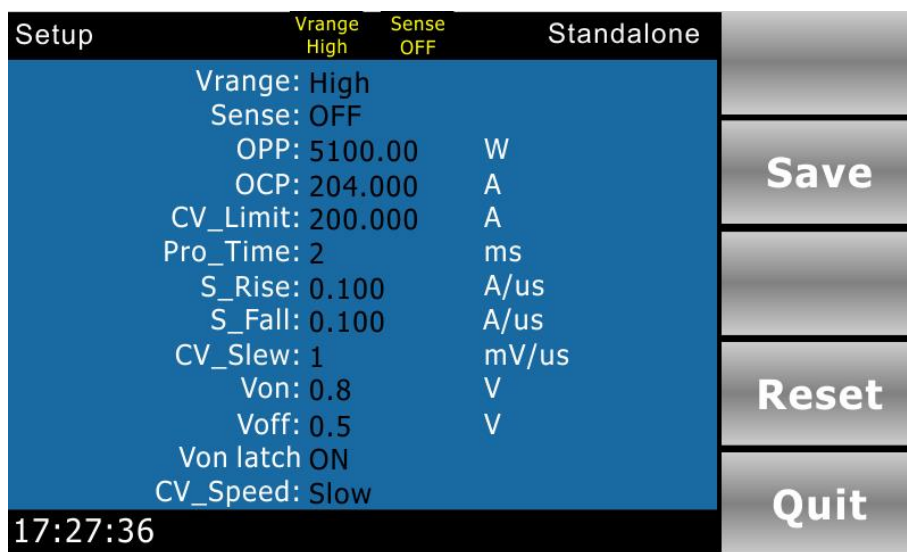 Setup Vrange High Sense OFF Standalone
Vrange: High
Sense: OFF
OPP: 5100.00 W
OCP: 204.000 A
CV_Limit: 200.000 A
Pro_Time: 2 ms
S_Rise: 0.100 A/us
S_Fall: 0.100 A/us
CV_Slew: 1 mV/us
Von: 0.8 V
Voff: 0.5 V
Von latch ON
CV_Speed: Slow
17:27:36
Save
Reset
Quit